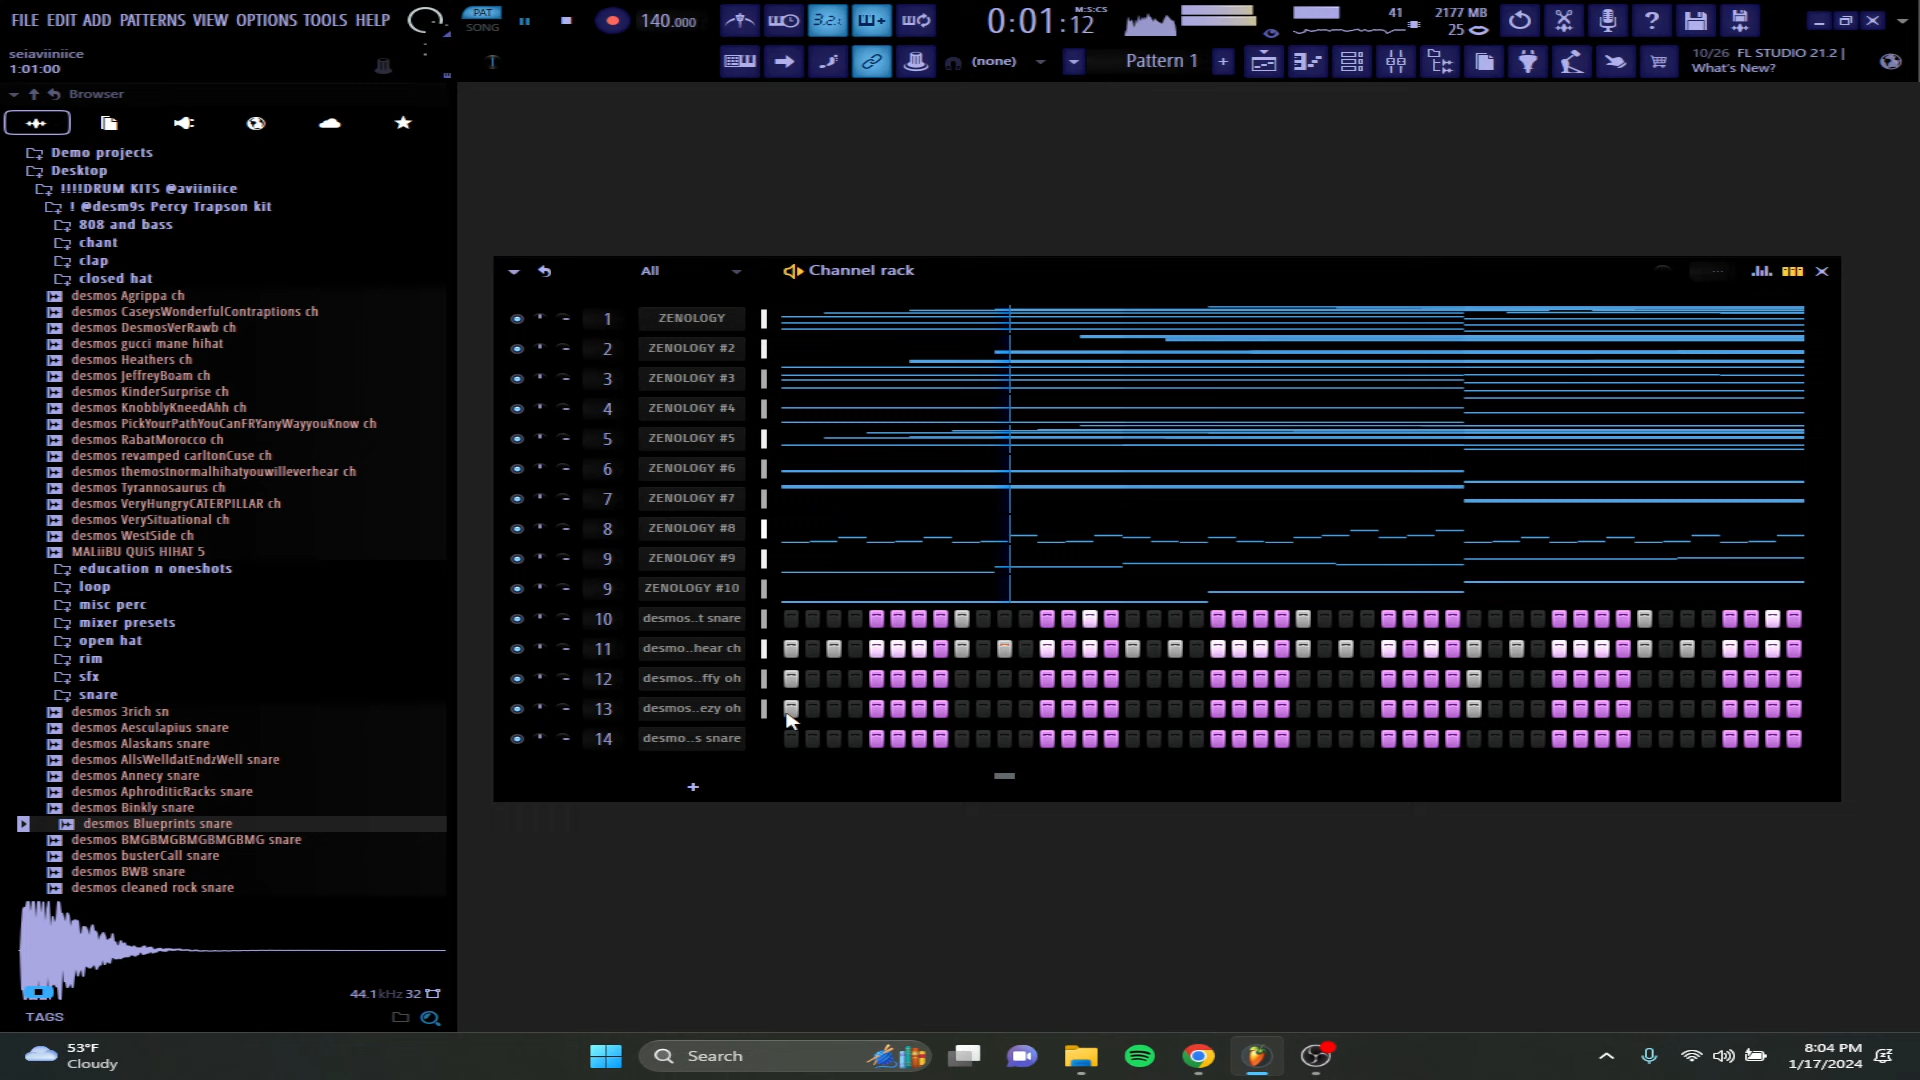 FILE EDIT ADD PATTERNS VIEW OPTIONS TOOLS HELP
PAT
SONG
140.000
3.2:
0:01:12
M:S:CS
41
2177 MB
25
seiaviiniice
1:01:00
(none)
Pattern 1
10/26 FL STUDIO 21.2 |
What's New?
Browser
Demo projects
Desktop
!!!!DRUM KITS @aviiniice
! @desm9s Percy Trapson kit
808 and bass
chant
clap
closed hat
desmos Agrippa ch
desmos CaseysWonderfulContraptions ch
desmos DesmosVerRawb ch
desmos gucci mane hihat
desmos Heathers ch
desmos JeffreyBoam ch
desmos KinderSurprise ch
desmos KnobblyKneedAhh ch
desmos PickYourPathYouCanFRYanyWayyouKnow ch
desmos RabatMorocco ch
desmos revamped carltonCuse ch
desmos themostnormalhihatyouwilleverhear ch
desmos Tyrannosaurus ch
desmos VeryHungryCATERPILLAR ch
desmos VerySituational ch
desmos WestSide ch
MALiiBU QUiS HIHAT 5
education n oneshots
loop
misc perc
mixer presets
open hat
rim
sfx
snare
desmos 3rich sn
desmos Aesculapius snare
desmos Alaskans snare
desmos AllsWelldatEndzWell snare
desmos Annecy snare
desmos AphroditicRacks snare
desmos Binkly snare
desmos Blueprints snare
desmos BMGBMGBMGBMGBMG snare
desmos busterCall snare
desmos BWB snare
desmos cleaned rock snare
44.1kHz 32
TAGS
All
Channel rack
1 ZENOLOGY
2 ZENOLOGY #2
3 ZENOLOGY #3
4 ZENOLOGY #4
5 ZENOLOGY #5
6 ZENOLOGY #6
7 ZENOLOGY #7
8 ZENOLOGY #8
9 ZENOLOGY #9
9 ZENOLOGY #10
10 desmos..t snare
11 desmo..hear ch
12 desmos..ffy oh
13 desmos..ezy oh
14 desmo..s snare
+
53°F
Cloudy
Search
8:04 PM
1/17/2024